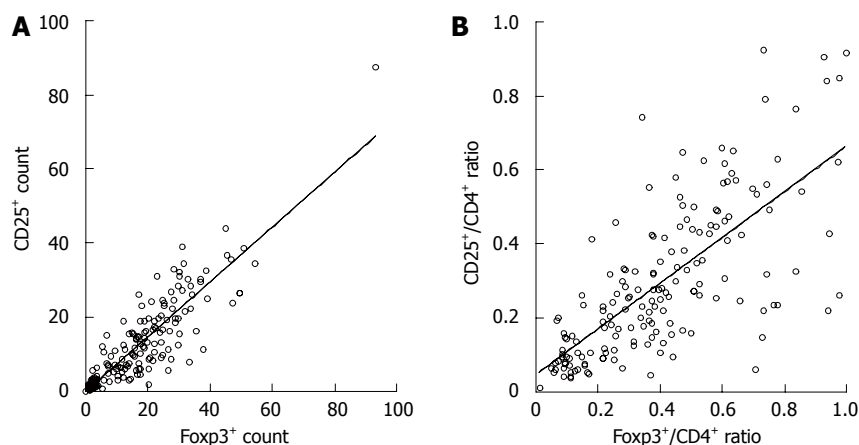 A
100
80
60
40
20
0
CD25+ count
0 20 40 60 80 100
Foxp3+ count
B
1.0
0.8
0.6
0.4
0.2
0
CD25+/CD4+ ratio
0 0.2 0.4 0.6 0.8 1.0
Foxp3+/CD4+ ratio